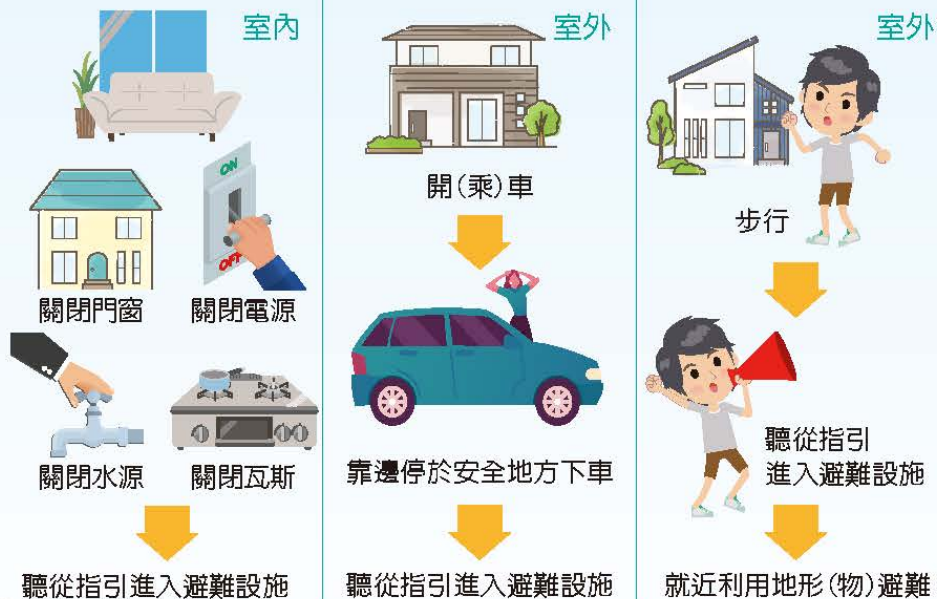 室內
ON
OFF
關閉門窗
關閉電源
關閉水源
關閉瓦斯
聽從指引進入避難設施
室外
開(乘)車
靠邊停於安全地方下車
聽從指引進入避難設施
室外
步行
聽從指引
進入避難設施
就近利用地形(物)避難